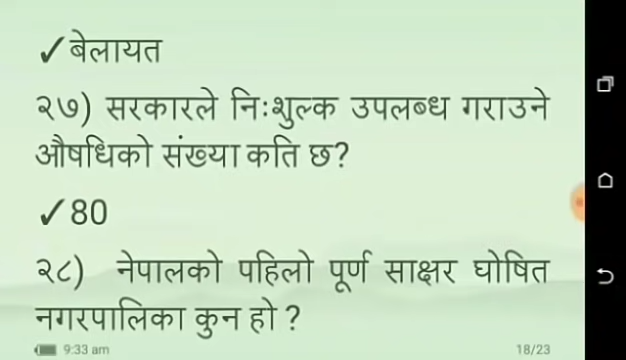 ✓बेलायत
२७) सरकारले निःशुल्क उपलब्ध गराउने
औषधिको संख्या कति छ?
✓80
२८) नेपालको पहिलो पूर्ण साक्षर घोषित
नगरपालिका कुन हो ?
9:33 am 18/23